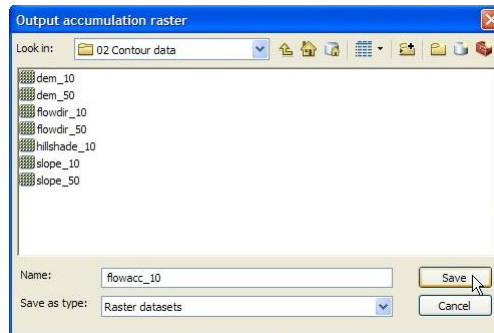 Output accumulation raster
Look in: 02 Contour data
dem_10
dem_50
flowdir_10
flowdir_50
hillshade_10
slope_10
slope_50
Name: flowacc_10 Save
Save as type: Raster datasets Cancel